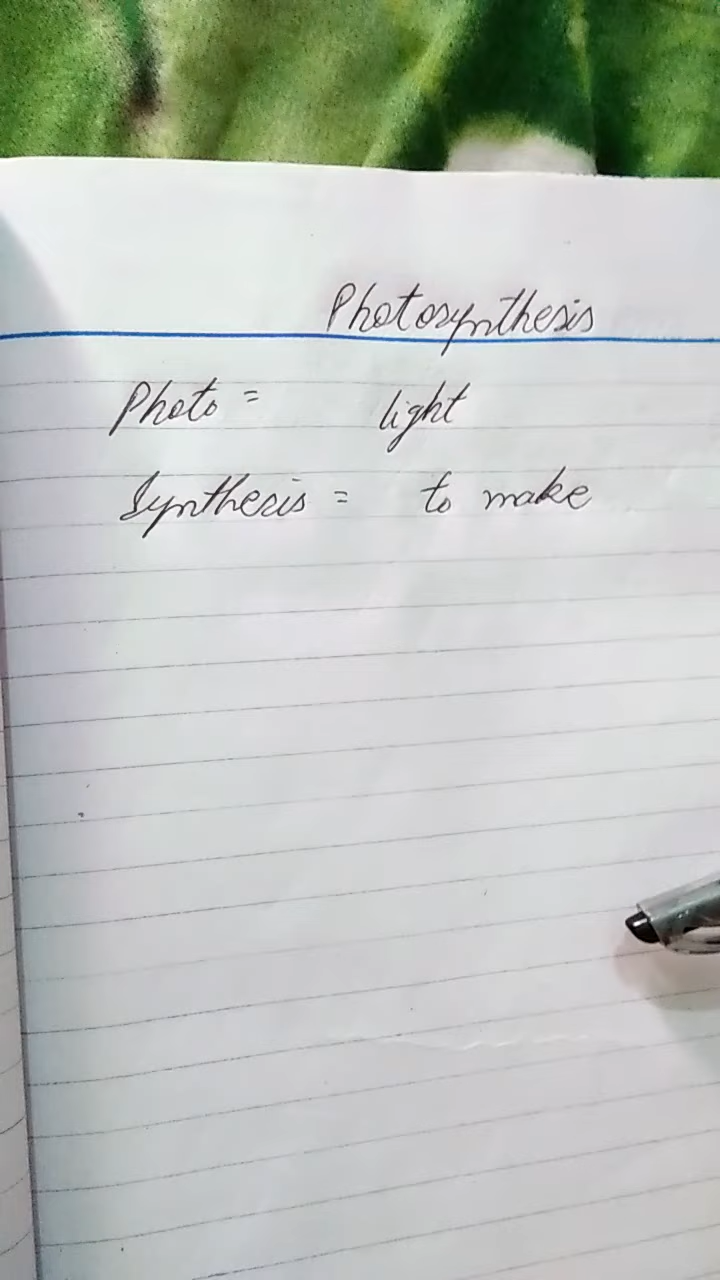 Photosynthesis
Photo = light
Synthesis = to make